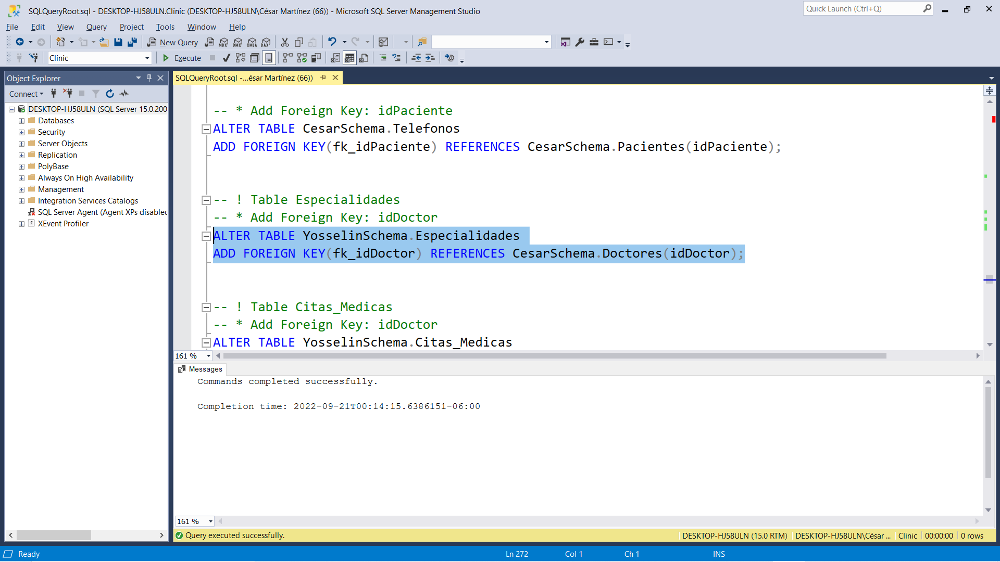 SQLQueryRoot.sql - DESKTOP-HJ58ULN.Clinic (DESKTOP-HJ58ULN\César Martínez (66)) - Microsoft SQL Server Management Studio
Quick Launch (Ctrl+Q)
File Edit View Query Project Tools Window Help
New Query MDX DMX XMLA DAX
Clinic Execute
Object Explorer
SQLQueryRoot.sql -...ésar Martínez (66))
Connect
DESKTOP-HJ58ULN (SQL Server 15.0.200
Databases
Security
Server Objects
Replication
PolyBase
Always On High Availability
Management
Integration Services Catalogs
SQL Server Agent (Agent XPs disabled
XEvent Profiler
-- * Add Foreign Key: idPaciente
ALTER TABLE CesarSchema.Telefonos
ADD FOREIGN KEY(fk_idPaciente) REFERENCES CesarSchema.Pacientes(idPaciente);
-- ! Table Especialidades
-- * Add Foreign Key: idDoctor
ALTER TABLE YosselinSchema.Especialidades
ADD FOREIGN KEY(fk_idDoctor) REFERENCES CesarSchema.Doctores(idDoctor);
-- ! Table Citas_Medicas
-- * Add Foreign Key: idDoctor
ALTER TABLE YosselinSchema.Citas_Medicas
161 %
Messages
Commands completed successfully.
Completion time: 2022-09-21T00:14:15.6386151-06:00
161 %
Query executed successfully. DESKTOP-HJ58ULN (15.0 RTM) DESKTOP-HJ58ULN\César ... Clinic 00:00:00 0 rows
Ready Ln 272 Col 1 Ch 1 INS